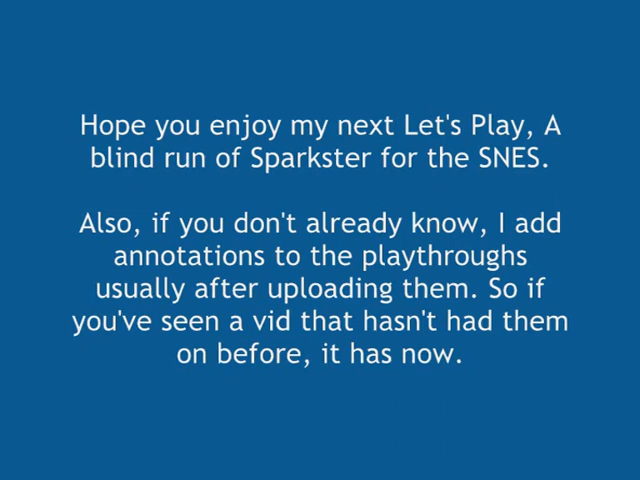 Hope you enjoy my next Let's Play, A
blind run of Sparkster for the SNES.
Also, if you don't already know, I add
annotations to the playthroughs
usually after uploading them. So if
you've seen a vid that hasn't had them
on before, it has now.